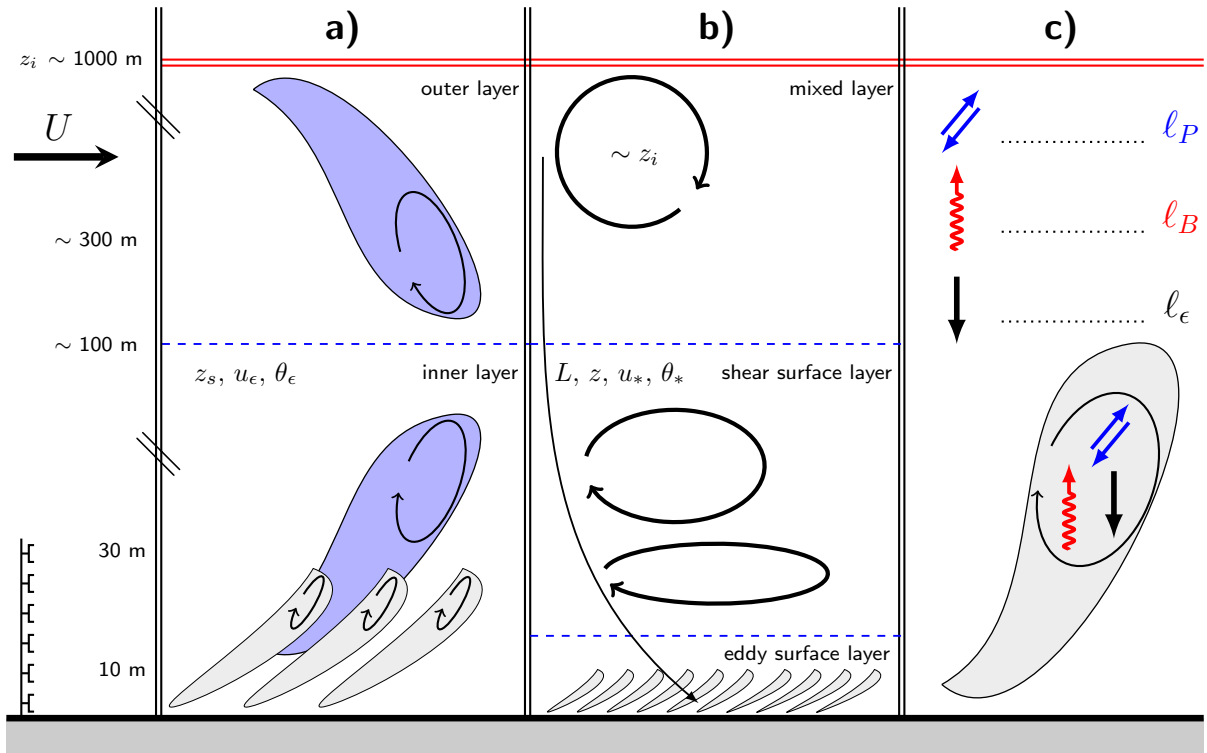 a)
b)
c)
z_i ∼ 1000 m
outer layer
mixed layer
U
∼ z_i
ℓ_P
ℓ_B
∼ 300 m
ℓ_ϵ
∼ 100 m
z_s, u_ϵ, θ_ϵ
inner layer
L, z, u_*, θ_*
shear surface layer
30 m
eddy surface layer
10 m